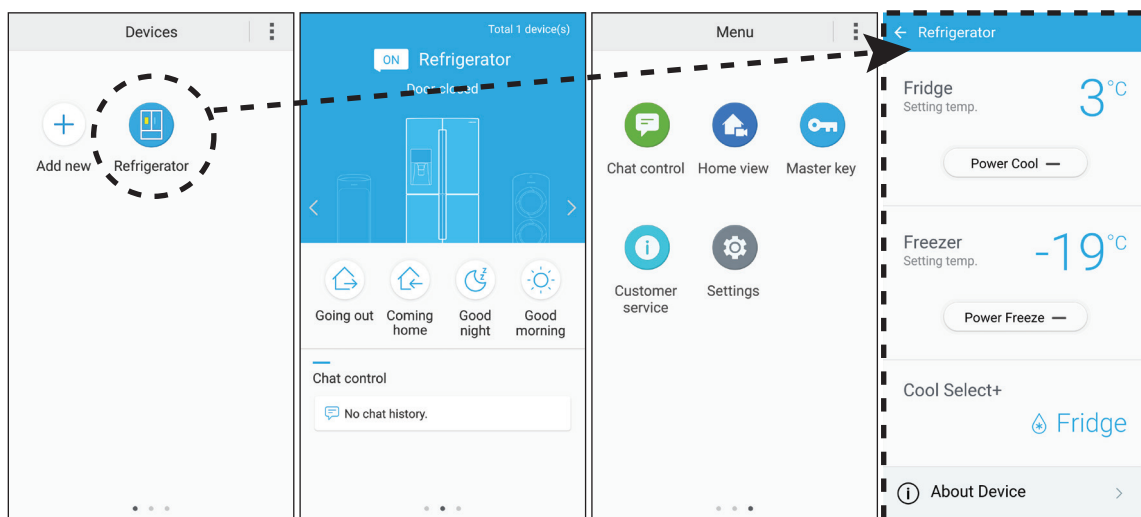 Devices
Add new
Refrigerator
Total 1 device(s)
ON Refrigerator
Door closed
Going out
Coming
home
Good
night
Good
morning
Chat control
No chat history.
Menu
Chat control
Home view
Master key
Customer
service
Settings
Refrigerator
Fridge
Setting temp.
3°C
Power Cool —
Freezer
Setting temp.
-19°C
Power Freeze —
Cool Select+
Fridge
About Device